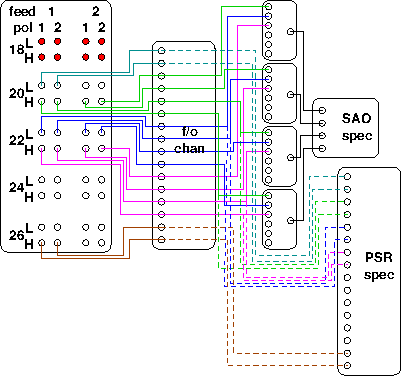 feed 1 2
pol 1 2 1 2
18 L
H
20 L
H
22 L
H
24 L
H
26 L
H
f/o
chan
SAO
spec
PSR
spec